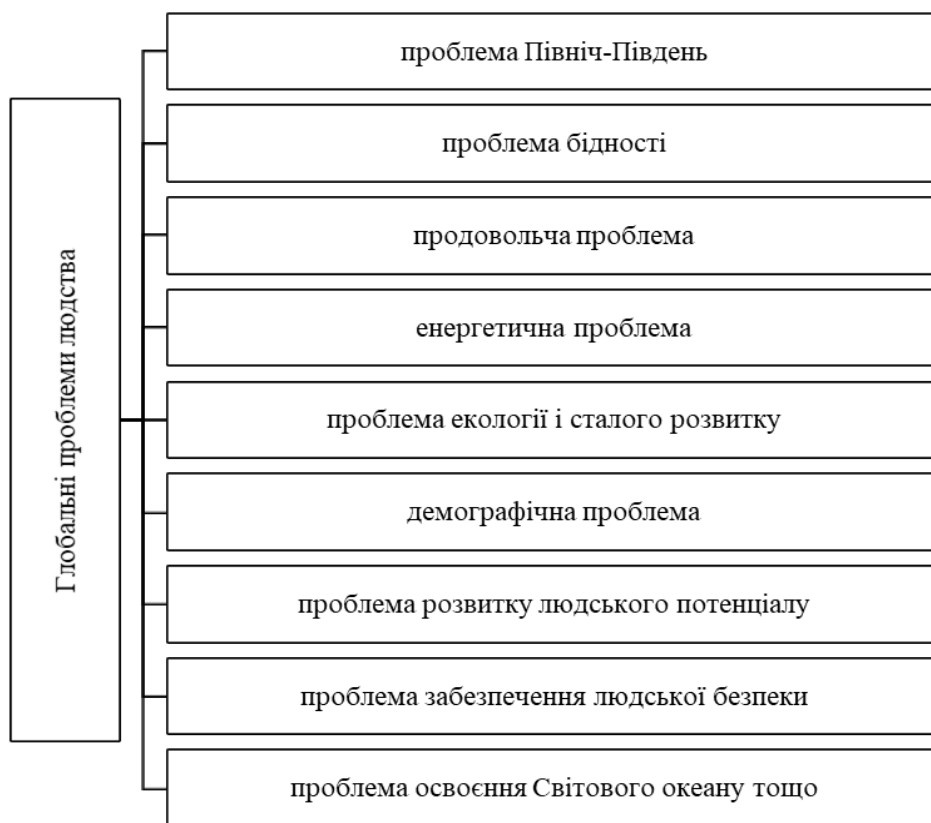 Глобальні проблеми людства
проблема Північ-Південь
проблема бідності
продовольча проблема
енергетична проблема
проблема екології і сталого розвитку
демографічна проблема
проблема розвитку людського потенціалу
проблема забезпечення людської безпеки
проблема освоєння Світового океану тощо